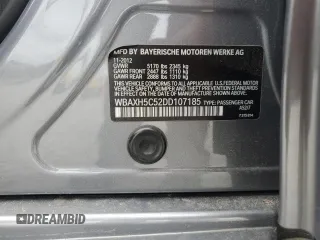 MFD BY BAYERISCHE MOTOREN WERKE AG
11-2012
GVWR 5170 lbs 2345 kg
GAWR FRONT 2447 lbs 1110 kg
GAWR REAR 2888 lbs 1310 kg
THIS VEHICLE CONFORMS TO ALL APPLICABLE U.S. FEDERAL MOTOR
VEHICLE SAFETY, BUMPER AND THEFT PREVENTION STANDARDS
IN EFFECT ON THE DATE OF MANUFACTURE SHOWN ABOVE.
WBAXH5C52DD107185 TYPE: PASSENGER CAR
DREAMBID